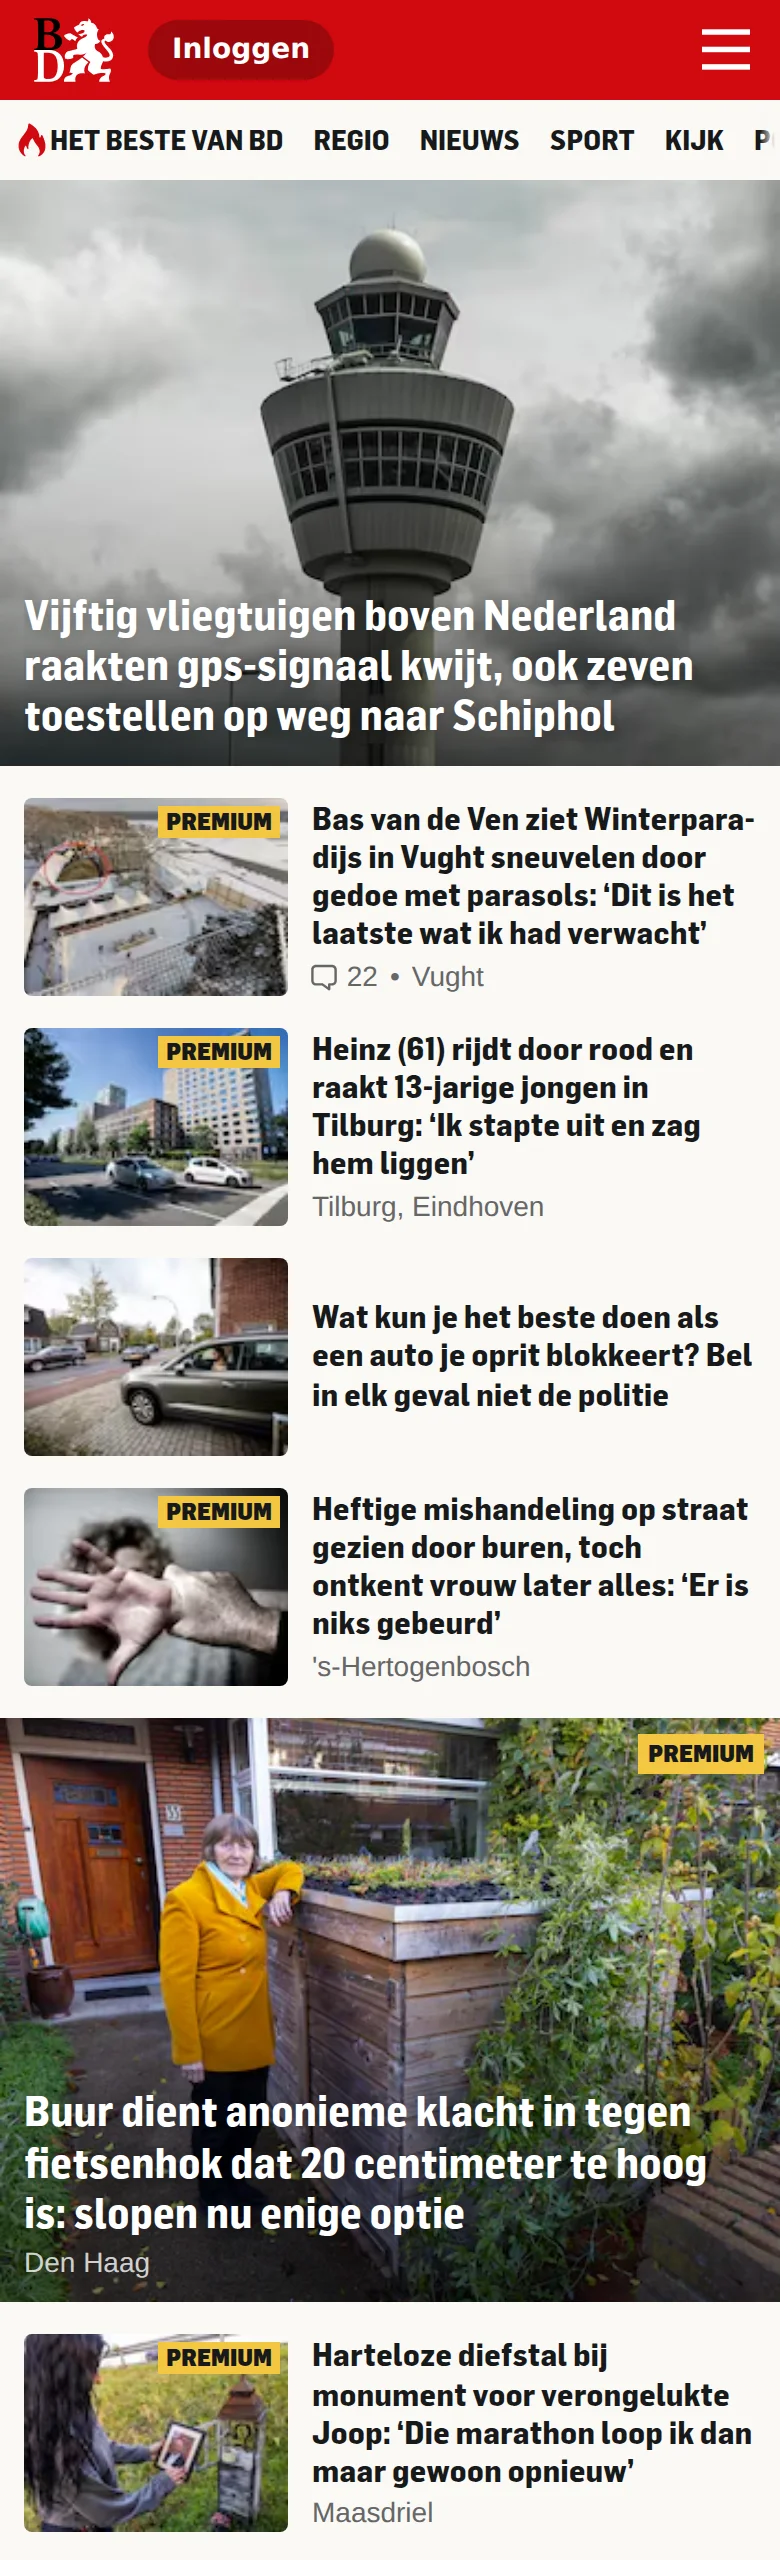 BD
Inloggen
HET BESTE VAN BD REGIO NIEUWS SPORT KIJK
Vijftig vliegtuigen boven Nederland
raakten gps-signaal kwijt, ook zeven
toestellen op weg naar Schiphol
PREMIUM
Bas van de Ven ziet Winterpara-
dijs in Vught sneuvelen door
gedoe met parasols: ‘Dit is het
laatste wat ik had verwacht’
22 • Vught
PREMIUM
Heinz (61) rijdt door rood en
raakt 13-jarige jongen in
Tilburg: ‘Ik stapte uit en zag
hem liggen’
Tilburg, Eindhoven
Wat kun je het beste doen als
een auto je oprit blokkeert? Bel
in elk geval niet de politie
PREMIUM
Heftige mishandeling op straat
gezien door buren, toch
ontkent vrouw later alles: ‘Er is
niks gebeurd’
's-Hertogenbosch
PREMIUM
Buur dient anonieme klacht in tegen
fietsenhok dat 20 centimeter te hoog
is: slopen nu enige optie
Den Haag
PREMIUM
Harteloze diefstal bij
monument voor verongelukte
Joop: ‘Die marathon loop ik dan
maar gewoon opnieuw’
Maasdriel